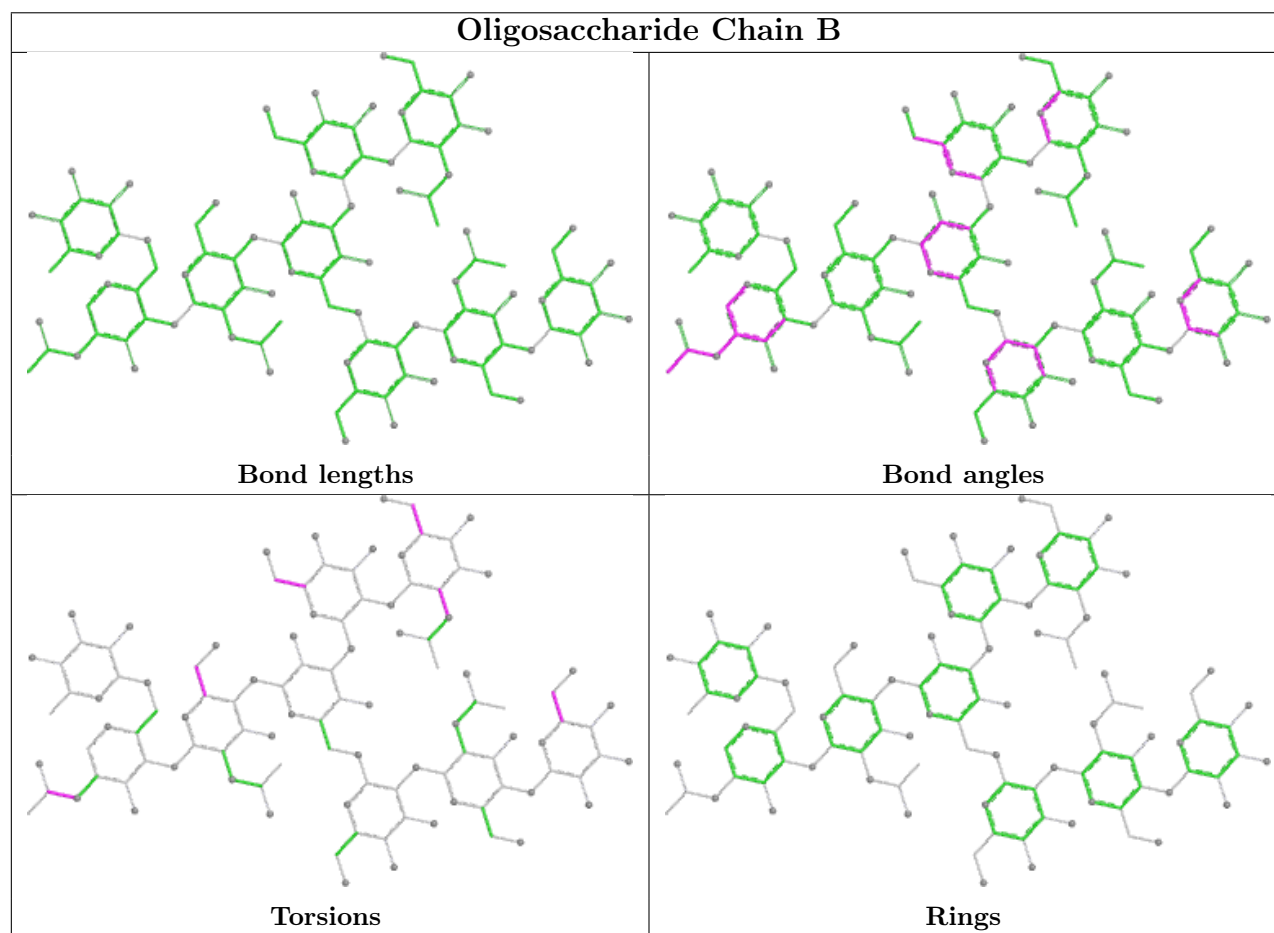 Oligosaccharide Chain B
Bond lengths
Bond angles
Torsions
Rings